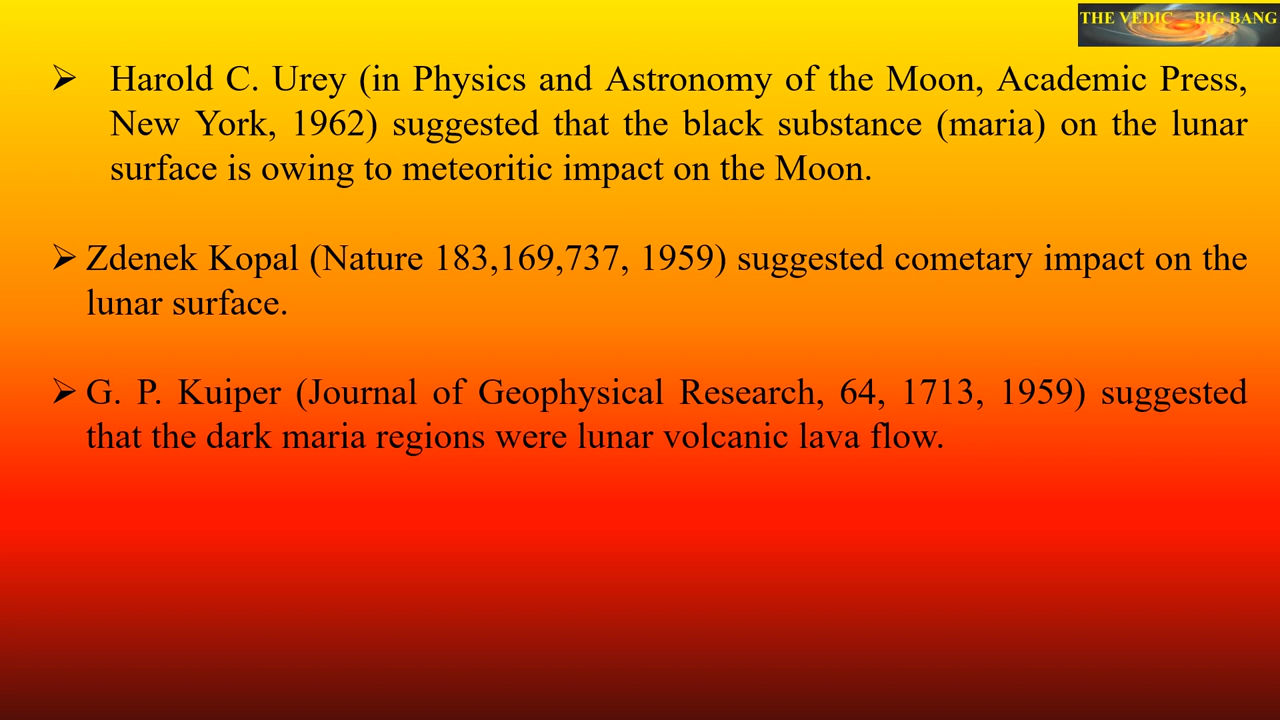 THE VEDIC BIG BANG
➢ Harold C. Urey (in Physics and Astronomy of the Moon, Academic Press,
New York, 1962) suggested that the black substance (maria) on the lunar
surface is owing to meteoritic impact on the Moon.
➢ Zdenek Kopal (Nature 183,169,737, 1959) suggested cometary impact on the
lunar surface.
➢ G. P. Kuiper (Journal of Geophysical Research, 64, 1713, 1959) suggested
that the dark maria regions were lunar volcanic lava flow.